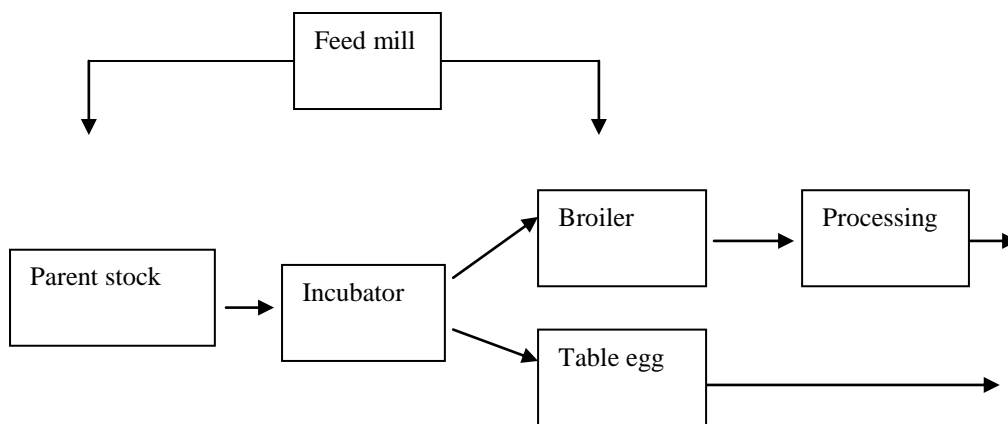 Feed mill
Broiler
Processing
Parent stock
Incubator
Table egg